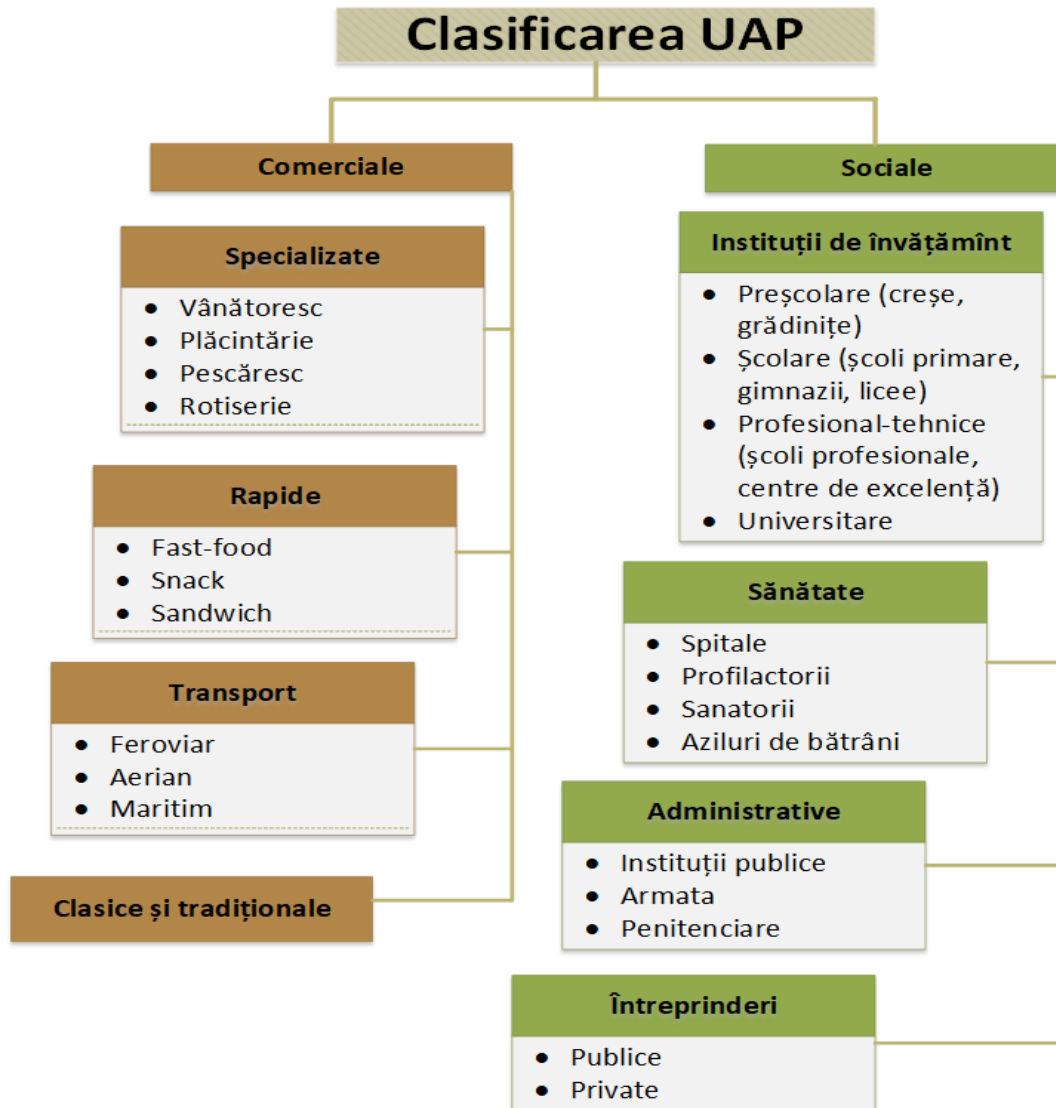 Clasificarea UAP
Comerciale
Specializate
• Vânătoresc
• Plăcintărie
• Pescăresc
• Rotiserie
Rapide
• Fast-food
• Snack
• Sandwich
Transport
• Feroviar
• Aerian
• Maritim
Clasice și tradiționale
Sociale
Instituții de învățămînt
• Preșcolare (creșe,
grădinițe)
• Școlare (școli primare,
gimnazii, licee)
• Profesional-tehnice
(școli profesionale,
centre de excelență)
• Universitare
Sănătate
• Spitale
• Profilactorii
• Sanatorii
• Aziluri de bătrâni
Administrative
• Instituții publice
• Armata
• Penitenciare
Întreprinderi
• Publice
• Private